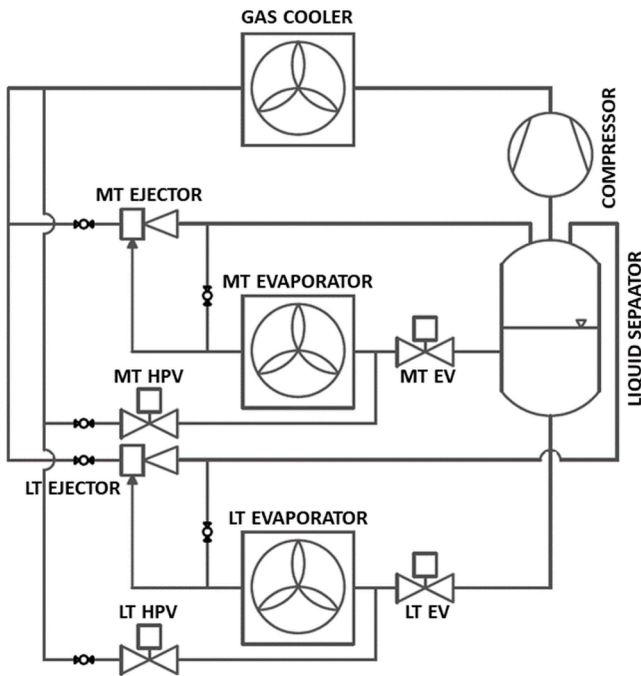 GAS COOLER
COMPRESSOR
MT EJECTOR
MT EVAPORATOR
MT EV
LIQUID SEPAATOR
MT HPV
LT EJECTOR
LT EVAPORATOR
LT EV
LT HPV